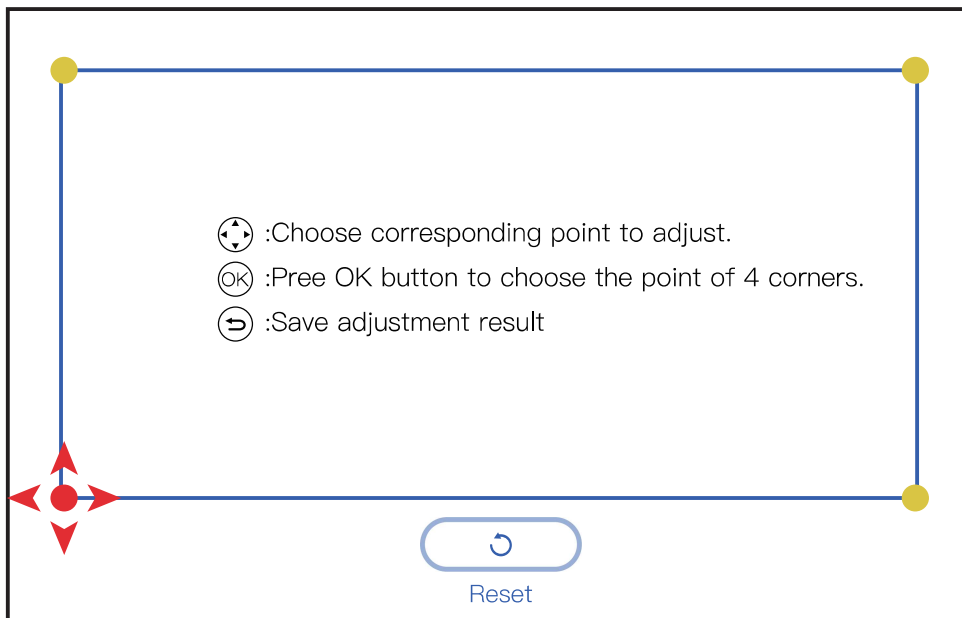 :Choose corresponding point to adjust.
OK :Pree OK button to choose the point of 4 corners.
:Save adjustment result
Reset